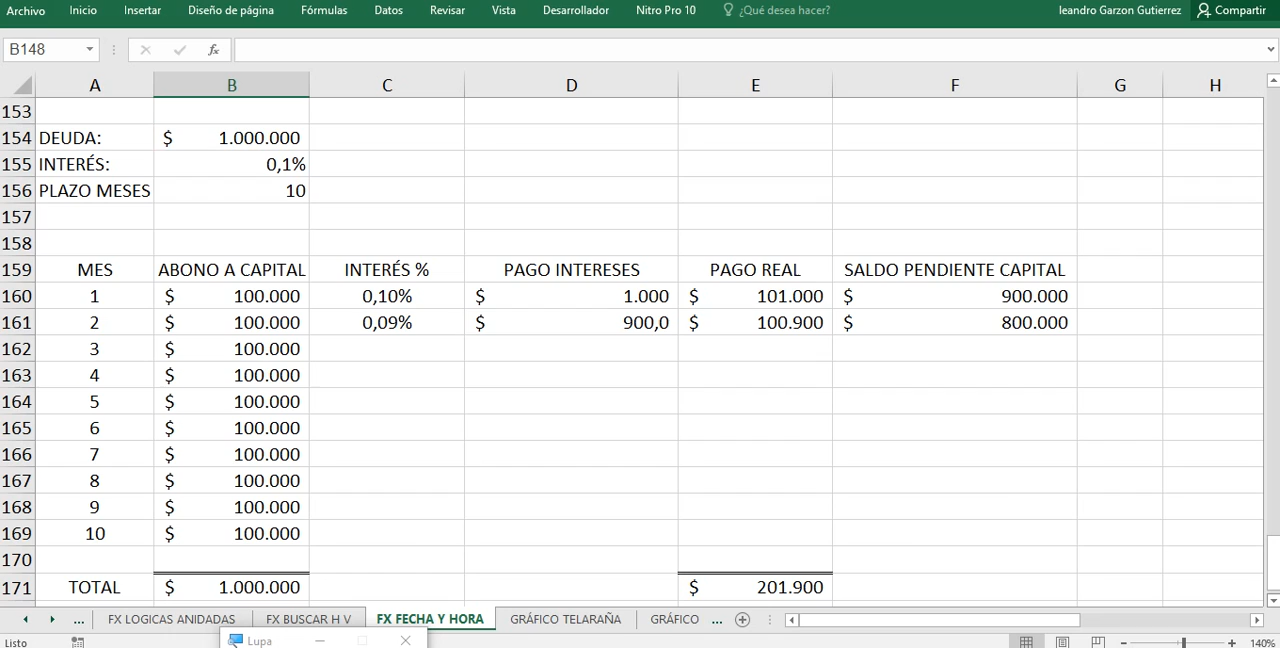 Archivo Inicio Insertar Diseño de página Fórmulas Datos Revisar Vista Desarrollador Nitro Pro 10 ¿Qué desea hacer? leandro Garzon Gutierrez Compartir
B148 fx
A B C D E F G H
153
154 DEUDA: $ 1.000.000
155 INTERÉS: 0,1%
156 PLAZO MESES 10
157
158
159 MES ABONO A CAPITAL INTERÉS % PAGO INTERESES PAGO REAL SALDO PENDIENTE CAPITAL
160 1 $ 100.000 0,10% $ 1.000 $ 101.000 $ 900.000
161 2 $ 100.000 0,09% $ 900,0 $ 100.900 $ 800.000
162 3 $ 100.000
163 4 $ 100.000
164 5 $ 100.000
165 6 $ 100.000
166 7 $ 100.000
167 8 $ 100.000
168 9 $ 100.000
169 10 $ 100.000
170
171 TOTAL $ 1.000.000 $ 201.900
... FX LOGICAS ANIDADAS FX BUSCAR H V FX FECHA Y HORA GRÁFICO TELARAÑA GRÁFICO ...
Listo Lupa 140%